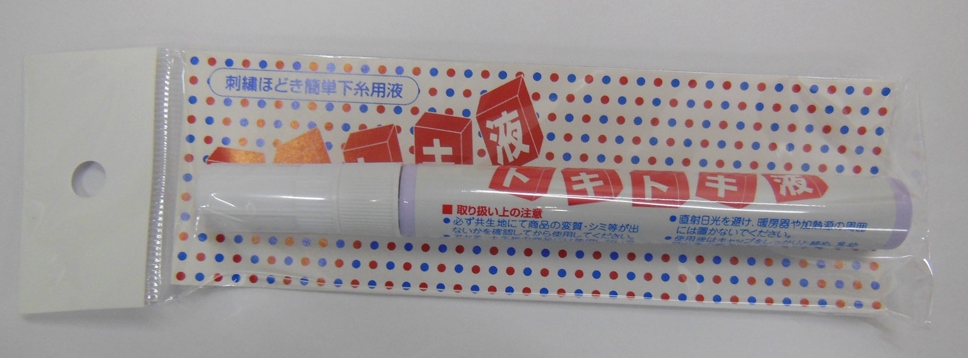 刺繍ほどき簡単下糸用液
液
トキトキ液
■取り扱い上の注意
●必ず共生地にて商品の変質・シミ等が出
ないかを確認してから使用してください。
●直射日光を避け、暖房器や加熱器の周囲
には置かないでください。